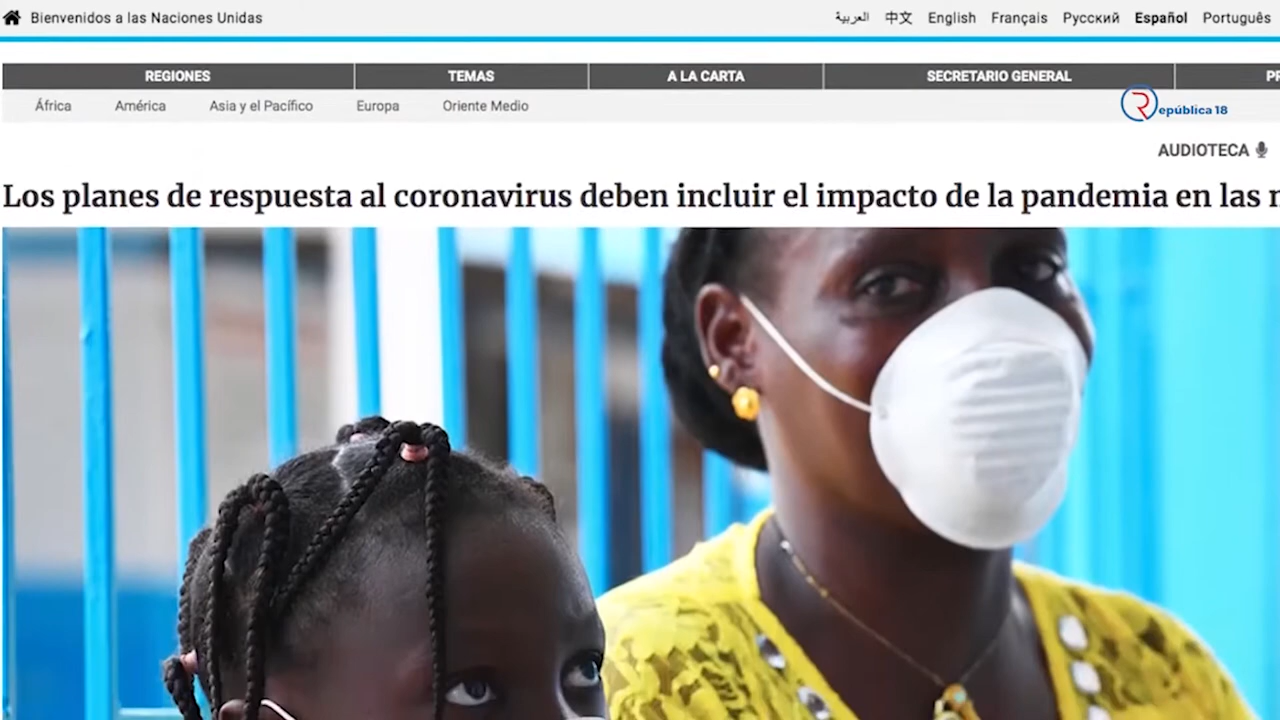 Bienvenidos a las Naciones Unidas
العربية 中文 English Français Русский Español Português
REGIONES TEMAS A LA CARTA SECRETARIO GENERAL
África América Asia y el Pacífico Europa Oriente Medio
República 18
AUDIOTECA
Los planes de respuesta al coronavirus deben incluir el impacto de la pandemia en las